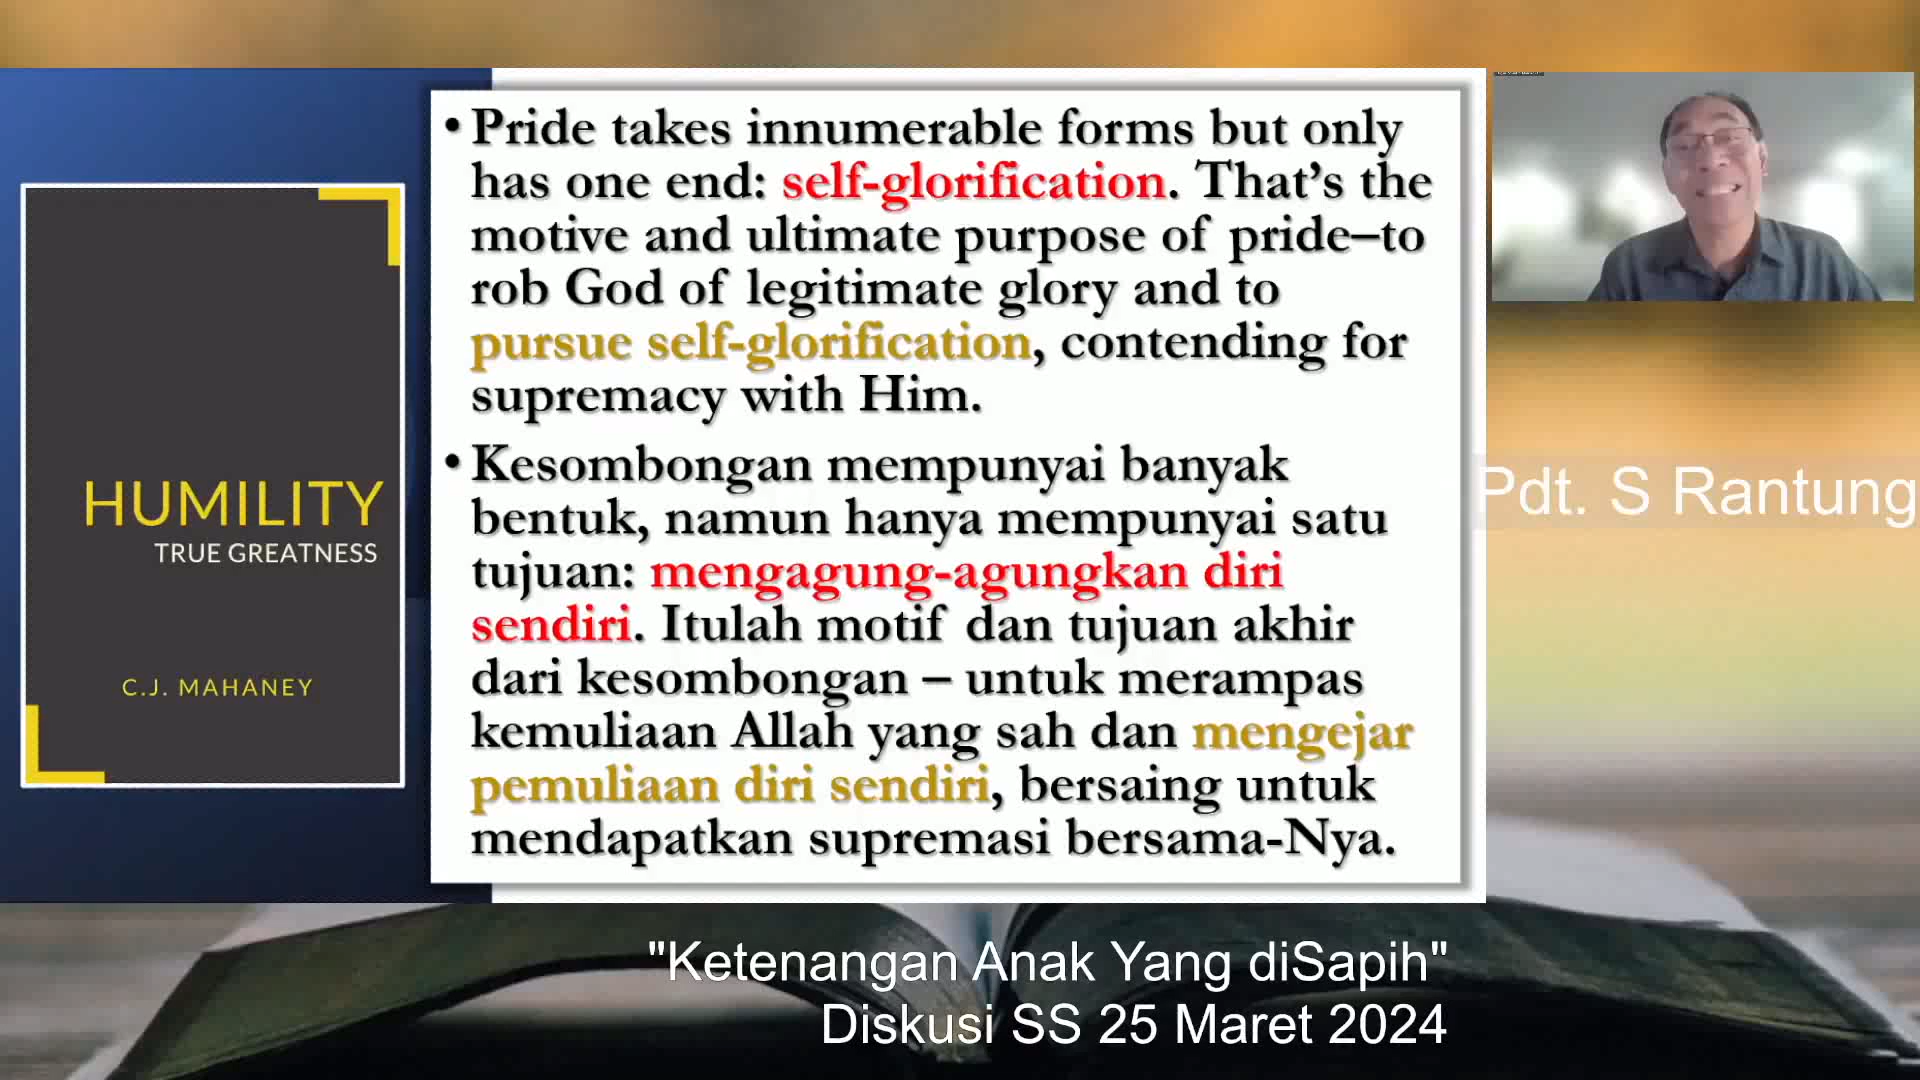 HUMILITY
TRUE GREATNESS
C.J. MAHANEY
• Pride takes innumerable forms but only
has one end: self-glorification. That’s the
motive and ultimate purpose of pride–to
rob God of legitimate glory and to
pursue self-glorification, contending for
supremacy with Him.
• Kesombongan mempunyai banyak
bentuk, namun hanya mempunyai satu
tujuan: mengagung-agungkan diri
sendiri. Itulah motif dan tujuan akhir
dari kesombongan – untuk merampas
kemuliaan Allah yang sah dan mengejar
pemuliaan diri sendiri, bersaing untuk
mendapatkan supremasi bersama-Nya.
Pdt. S Rantung
"Ketenangan Anak Yang diSapih"
Diskusi SS 25 Maret 2024